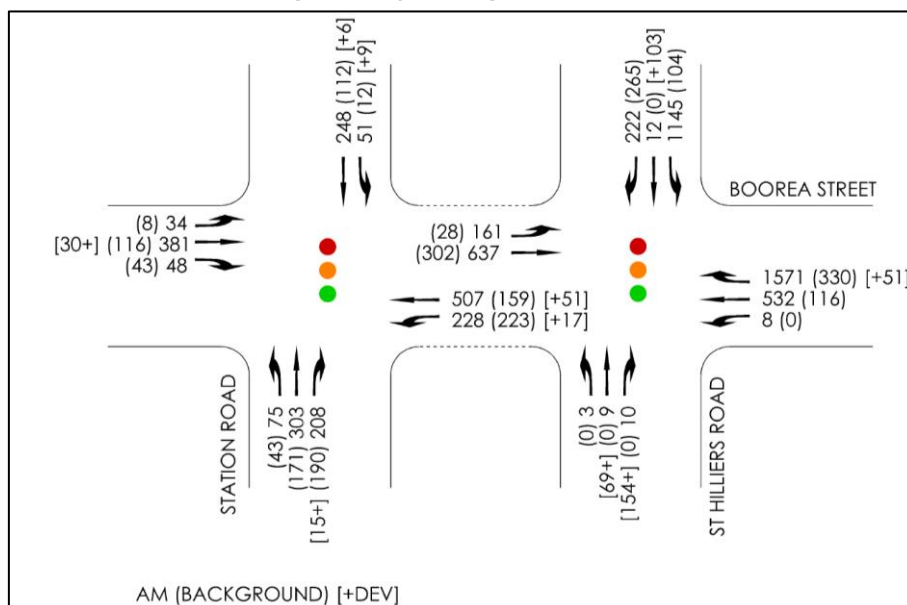 248 (112) [+6]
51 (12) [+9]
222 (265)
12 (0) [+103]
1145 (104)
BOOREA STREET
(8) 34
[30+] (116) 381
(43) 48
(28) 161
(302) 637
1571 (330) [+51]
532 (116)
8 (0)
507 (159) [+51]
228 (223) [+17]
STATION ROAD
(43) 75
(171) 303
[15+] (190) 208
(0) 3
[69+] (0) 9
[154+] (0) 10
ST HILLIERS ROAD
AM (BACKGROUND) [+DEV]